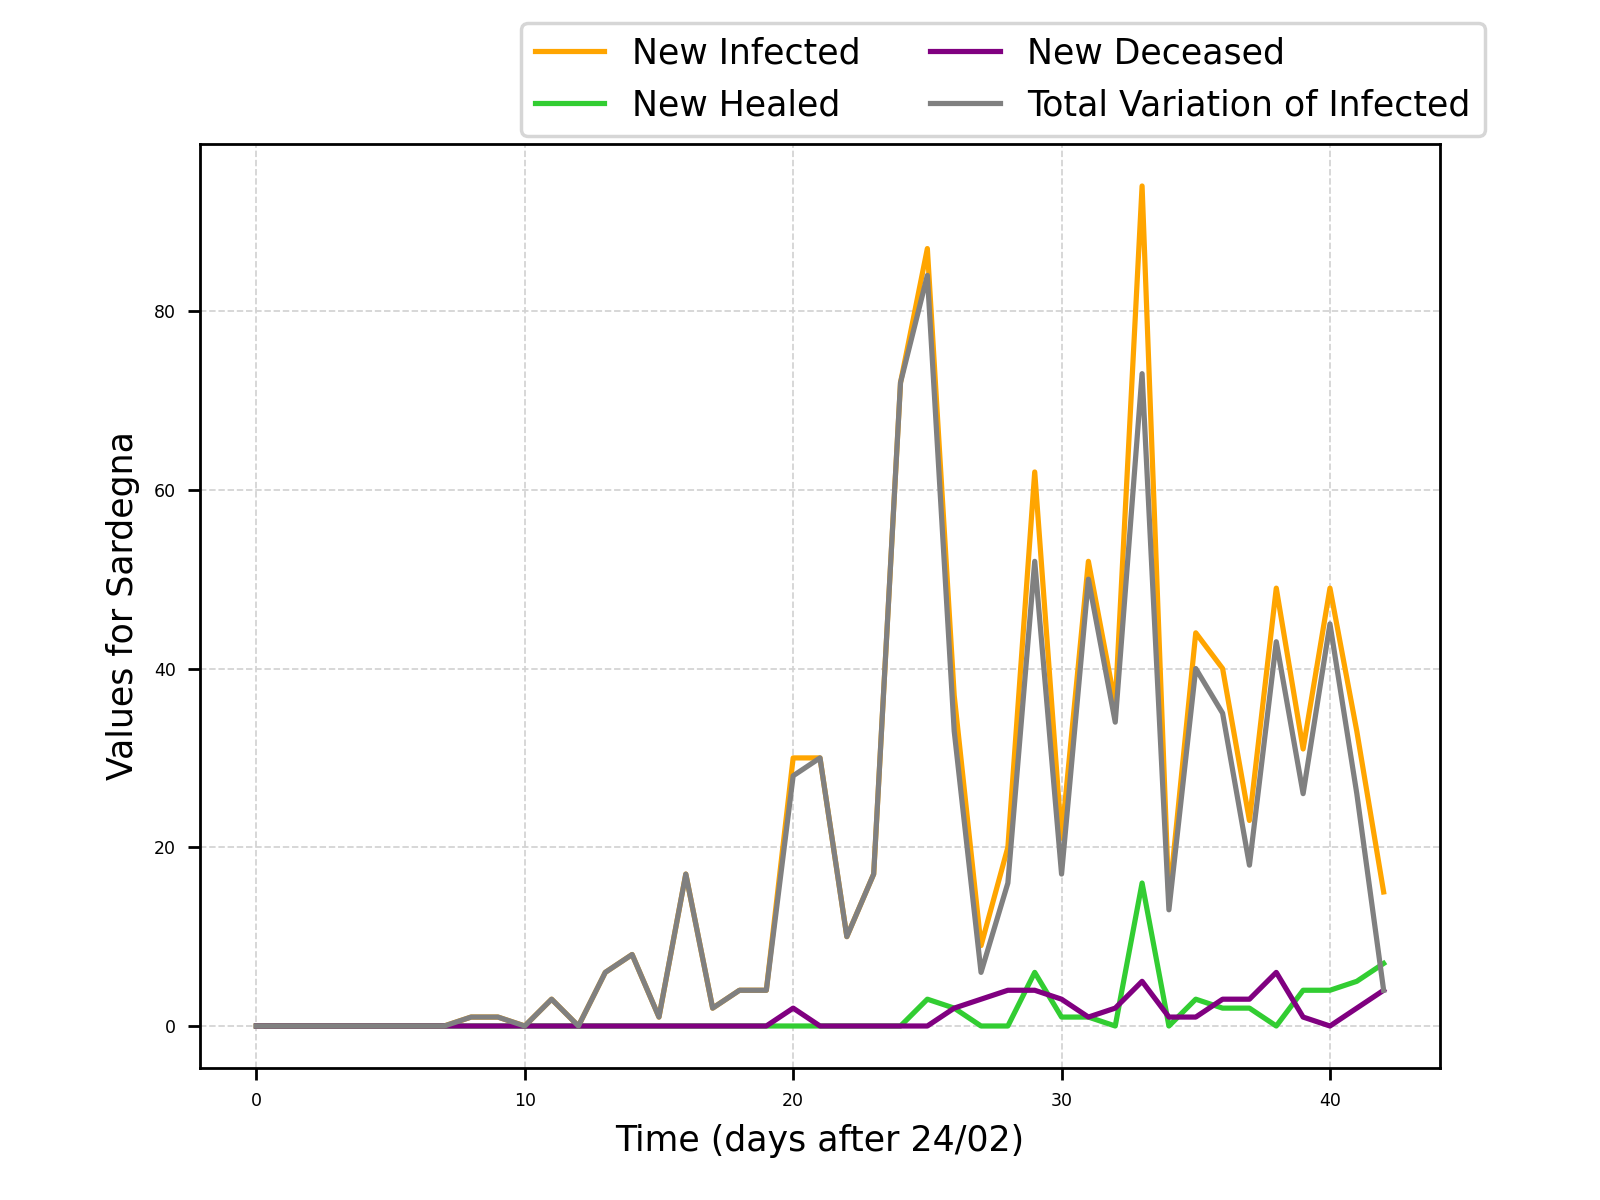 New Infected
New Healed
New Deceased
Total Variation of Infected
Values for Sardegna
80
60
40
20
0
0 10 20 30 40
Time (days after 24/02)